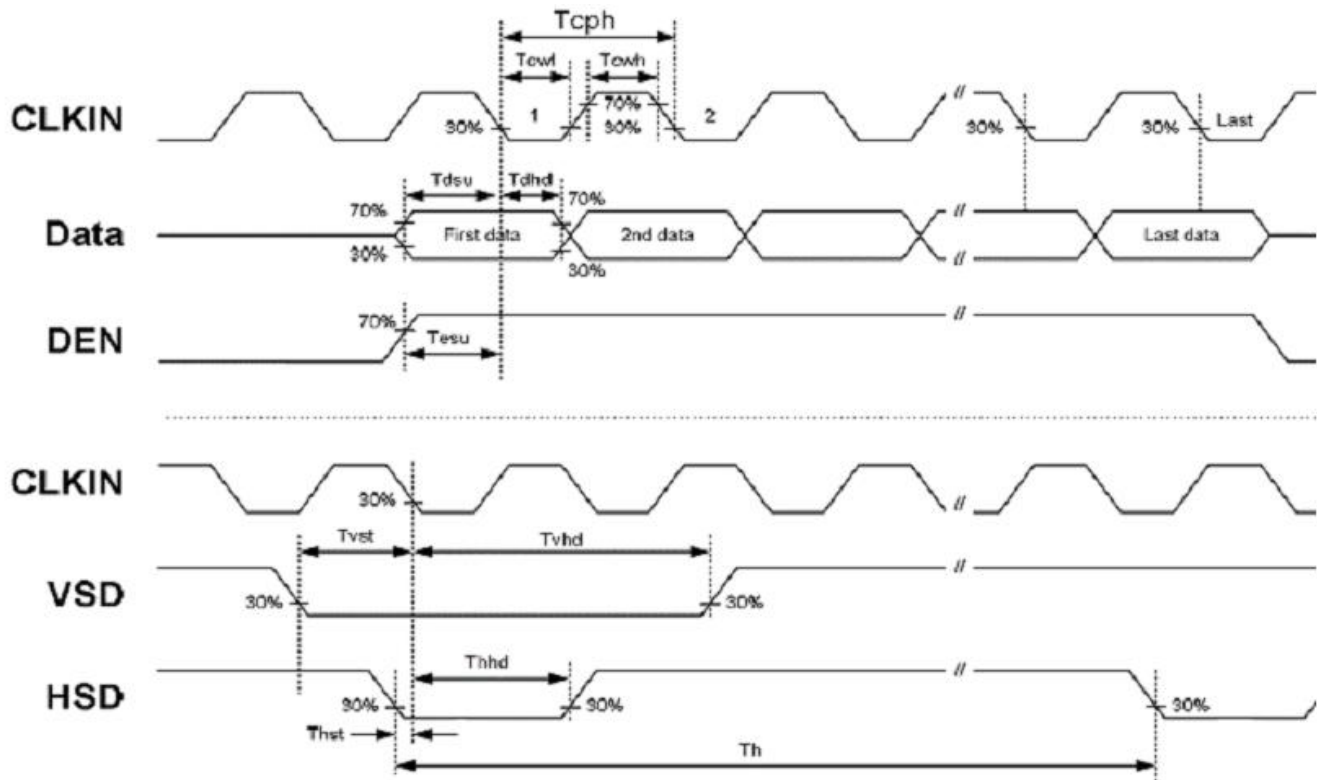 Tcph
Tcwl Tcwh
CLKIN 30% 1 70% 30% 2 // 30% 30% Last
Tdsu Tdhd
70% 70%
Data First data 2nd data // Last data
30% 30% //
DEN 70% //
Tesu
CLKIN 30% //
Tvst Tvhd
VSD 30% 30% //
Thhd
HSD 30% 30% // 30%
Thst
Th